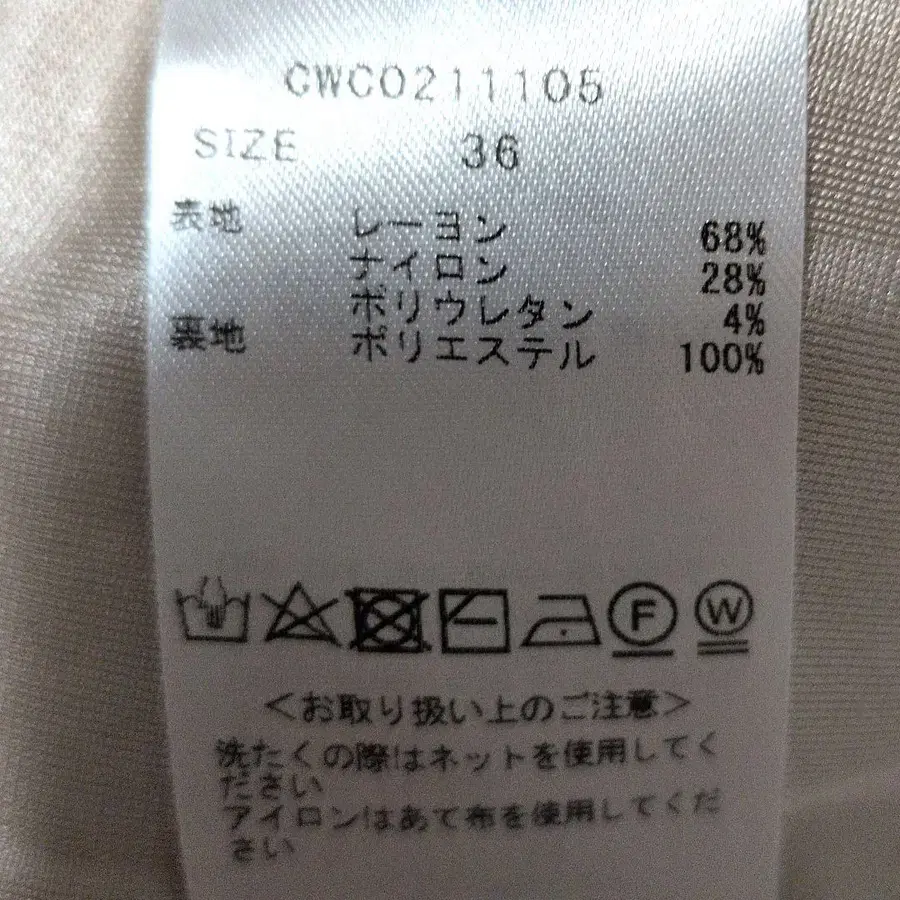 CWC0211105
SIZE 36
表地 レーヨン 68%
ナイロン 28%
ポリウレタン 4%
裏地 ポリエステル 100%
F W
<お取り扱い上のご注意>
洗たくの際はネットを使用してく
ださい
アイロンはあて布を使用してくだ
さい